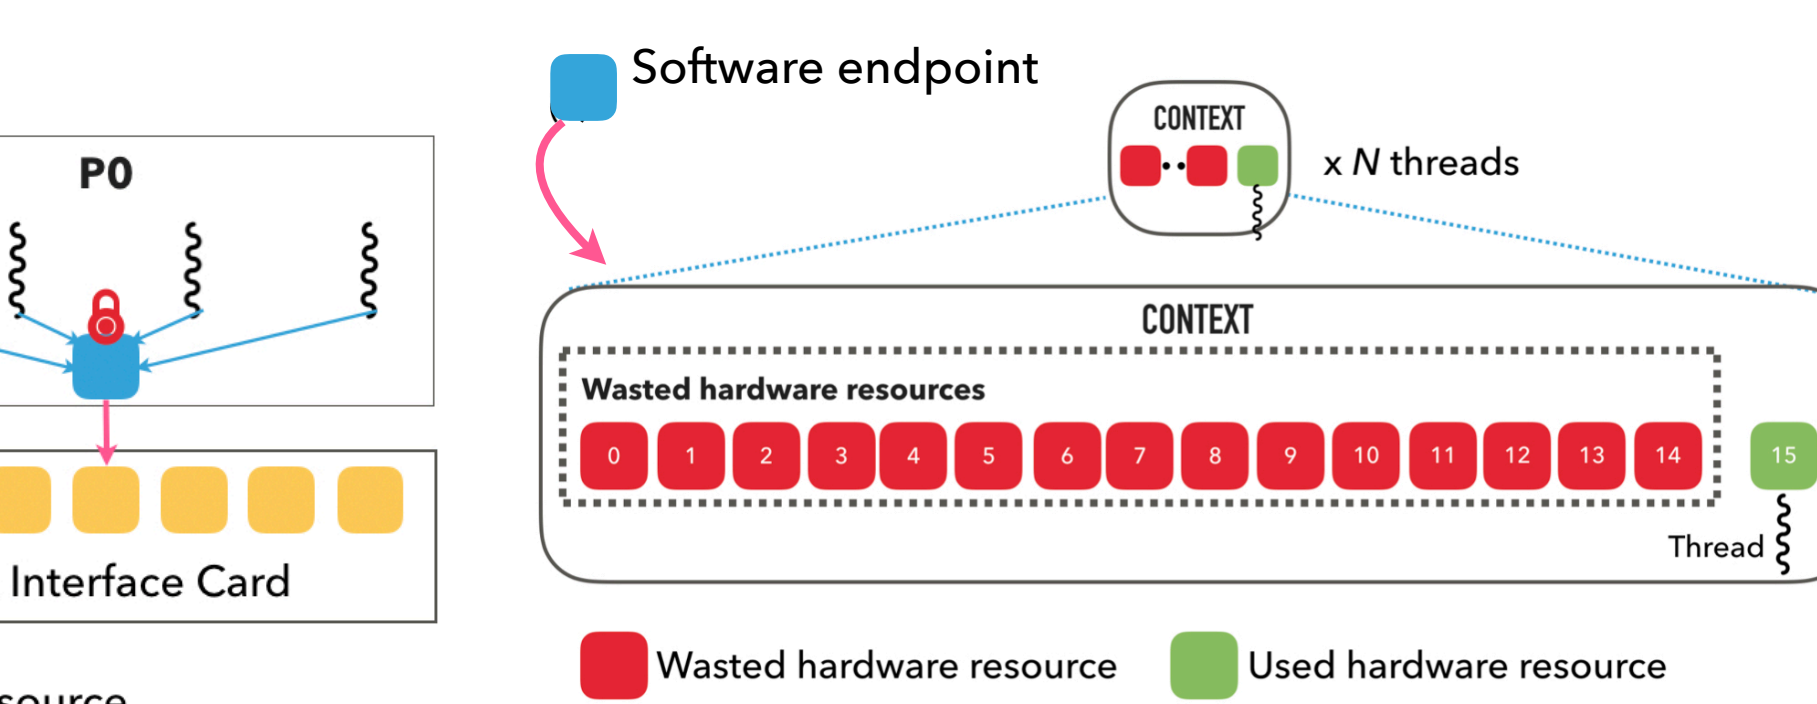 Software endpoint
CONTEXT
x N threads
P0
CONTEXT
Wasted hardware resources
0 1 2 3 4 5 6 7 8 9 10 11 12 13 14 15
Thread
Interface Card
Wasted hardware resource
Used hardware resource